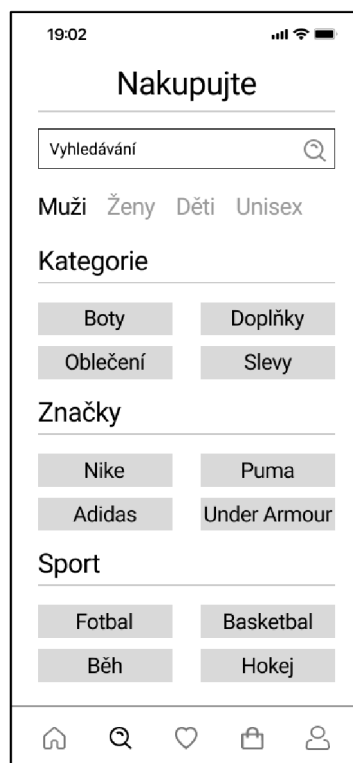 19:02
Nakupujte
Vyhledávání
Muži Ženy Děti Unisex
Kategorie
Boty Doplňky
Oblečení Slevy
Značky
Nike Puma
Adidas Under Armour
Sport
Fotbal Basketbal
Běh Hokej